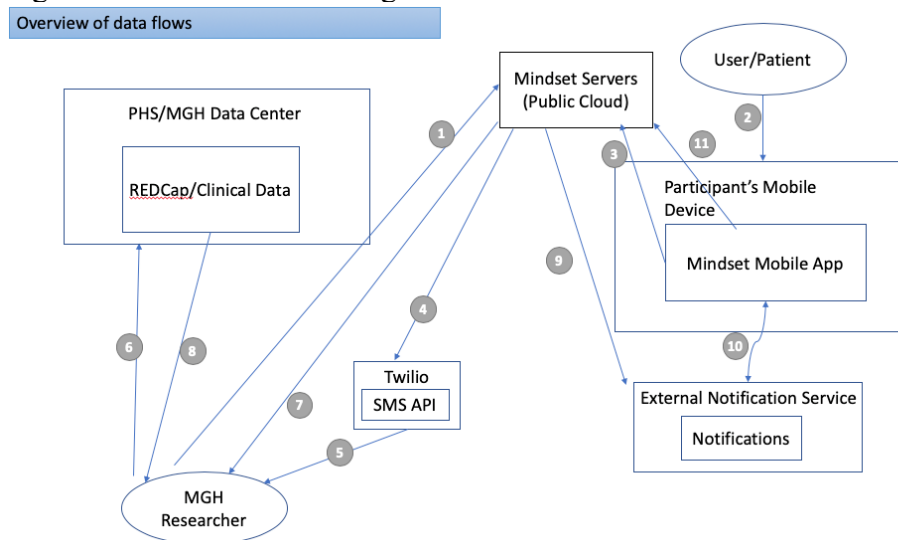 Overview of data flows
User/Patient
Mindset Servers
(Public Cloud)
PHS/MGH Data Center
REDCap/Clinical Data
1
2
11
3
Participant's Mobile
Device
Mindset Mobile App
9
4
10
6
8
Twilio
SMS API
7
External Notification Service
Notifications
5
MGH
Researcher